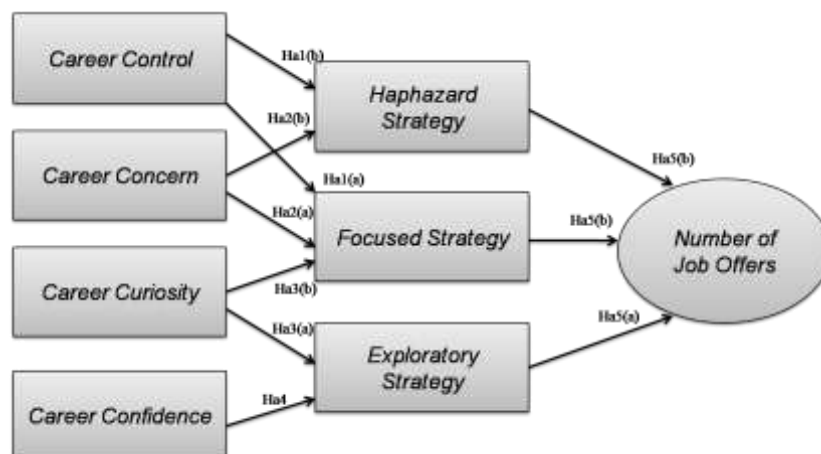 Career Control
Ha1(b)
Haphazard
Strategy
Ha2(b)
Career Concern
Ha1(a)
Ha5(b)
Ha2(a)
Focused Strategy
Ha5(b)
Number of
Job Offers
Career Curiosity
Ha3(b)
Ha3(a)
Ha5(a)
Exploratory
Strategy
Ha4
Career Confidence